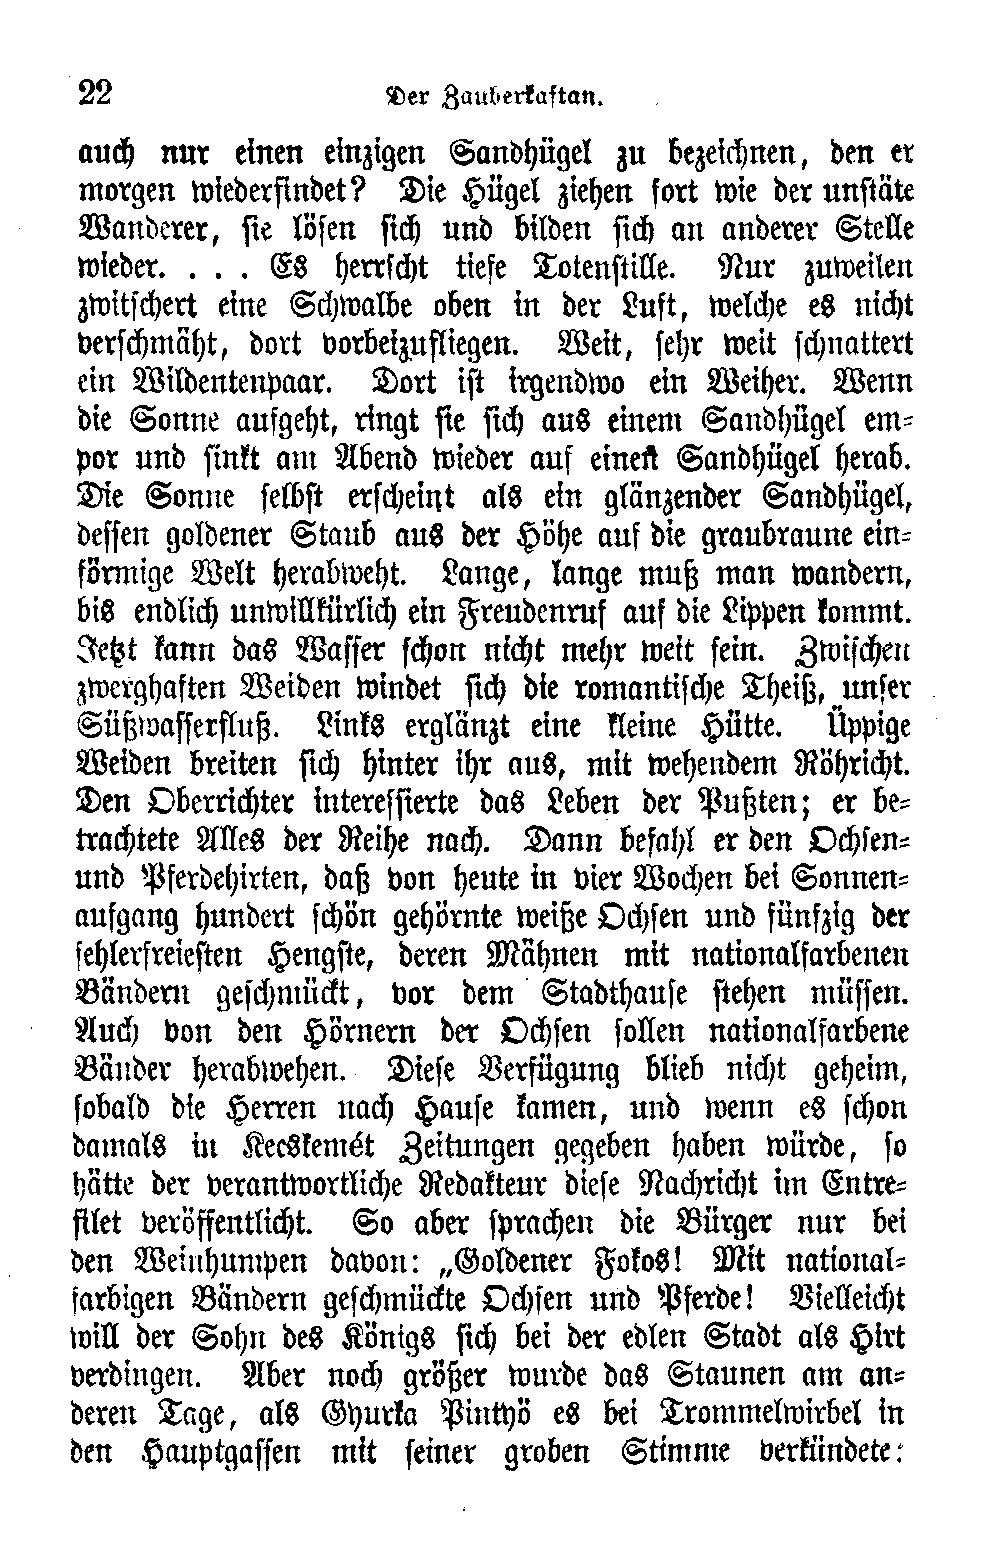 22 Der Zauberkaftan.
auch nur einen einzigen Sandhügel zu bezeichnen, den er
morgen wiederfindet? Die Hügel ziehen fort wie der unstäte
Wanderer, sie lösen sich und bilden sich an anderer Stelle
wieder. . . . Es herrscht tiefe Totenstille. Nur zuweilen
zwitschert eine Schwalbe oben in der Luft, welche es nicht
verschmäht, dort vorbeizufliegen. Weit, sehr weit schnattert
ein Wildentenpaar. Dort ist irgendwo ein Weiher. Wenn
die Sonne aufgeht, ringt sie sich aus einem Sandhügel em-
por und sinkt am Abend wieder auf einen Sandhügel herab.
Die Sonne selbst erscheint als ein glänzender Sandhügel,
dessen goldener Staub aus der Höhe auf die graubraune ein-
förmige Welt herabweht. Lange, lange muß man wandern,
bis endlich unwillkürlich ein Freudenruf auf die Lippen kommt.
Jetzt kann das Wasser schon nicht mehr weit sein. Zwischen
zwerghaften Weiden windet sich die romantische Theiß, unser
Süßwasserfluß. Links erglänzt eine kleine Hütte. Üppige
Weiden breiten sich hinter ihr aus, mit wehendem Röhricht.
Den Oberrichter interessierte das Leben der Pußten; er be-
trachtete Alles der Reihe nach. Dann befahl er den Ochsen-
und Pferdehirten, daß von heute in vier Wochen bei Sonnen-
aufgang hundert schön gehörnte weiße Ochsen und fünfzig der
fehlerfreiesten Hengste, deren Mähnen mit nationalfarbenen
Bändern geschmückt, vor dem Stadthause stehen müssen.
Auch von den Hörnern der Ochsen sollen nationalfarbene
Bänder herabwehen. Diese Verfügung blieb nicht geheim,
sobald die Herren nach Hause kamen, und wenn es schon
damals in Kecskemét Zeitungen gegeben haben würde, so
hätte der verantwortliche Redakteur diese Nachricht im Entre-
filet veröffentlicht. So aber sprachen die Bürger nur bei
den Weinhumpen davon: „Goldener Fokos! Mit national-
farbigen Bändern geschmückte Ochsen und Pferde! Vielleicht
will der Sohn des Königs sich bei der edlen Stadt als Hirt
verdingen. Aber noch größer wurde das Staunen am an-
deren Tage, als Gyurka Pinthö es bei Trommelwirbel in
den Hauptgassen mit seiner groben Stimme verkündete: